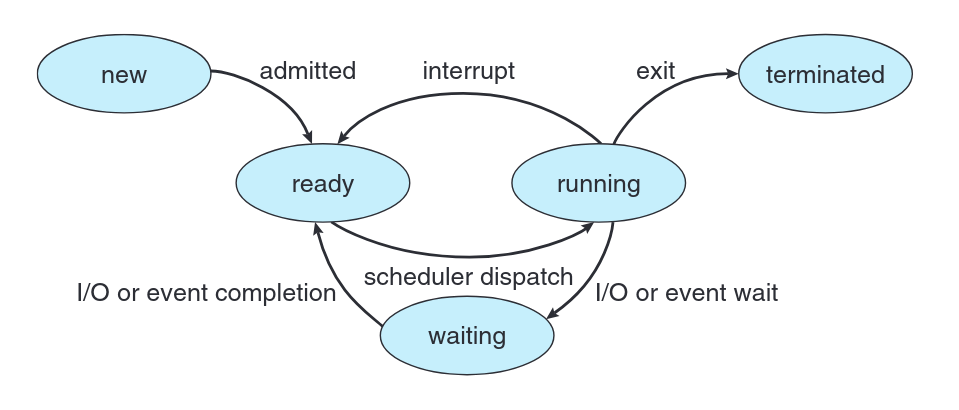 new
admitted
interrupt
exit
terminated
ready
running
scheduler dispatch
I/O or event completion
I/O or event wait
waiting